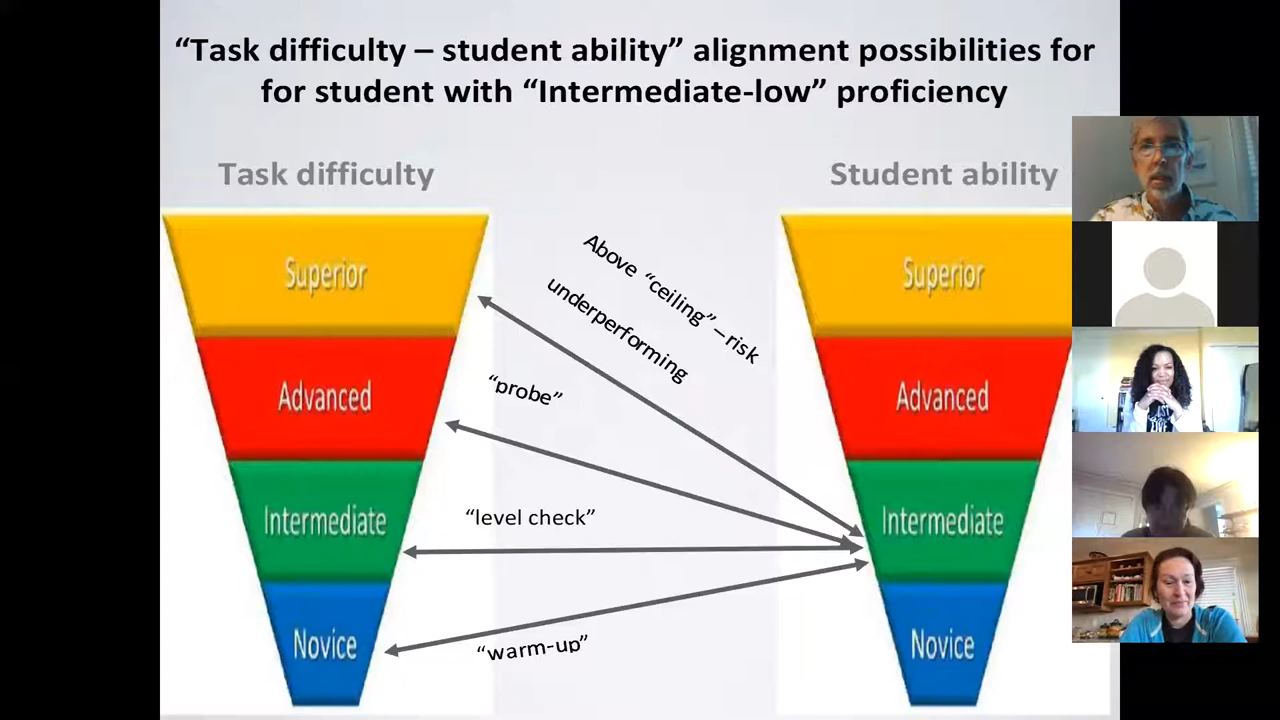 “Task difficulty – student ability” alignment possibilities for
for student with “Intermediate-low” proficiency
Task difficulty
Student ability
Superior
Advanced
Intermediate
Novice
Above “ceiling” – risk
underperforming
“probe”
“level check”
“warm-up”
Superior
Advanced
Intermediate
Novice